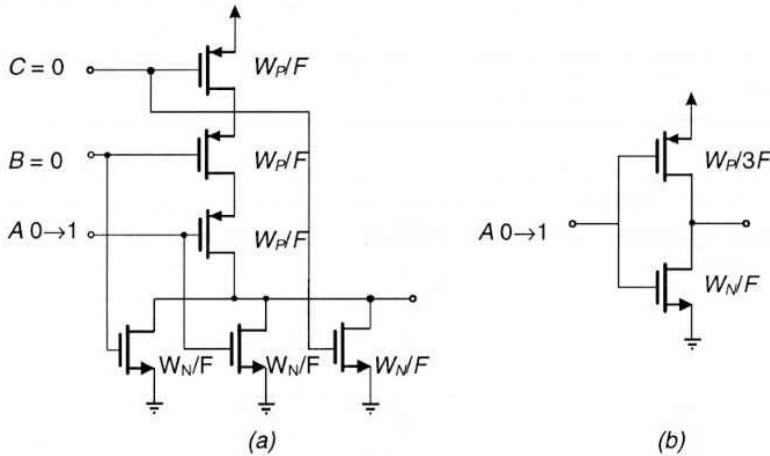 C = 0
W_P/F
B = 0
W_P/F
W_P/3F
A 0→1
W_P/F
A 0→1
W_N/F
W_N/F
W_N/F
W_N/F
(a)
(b)